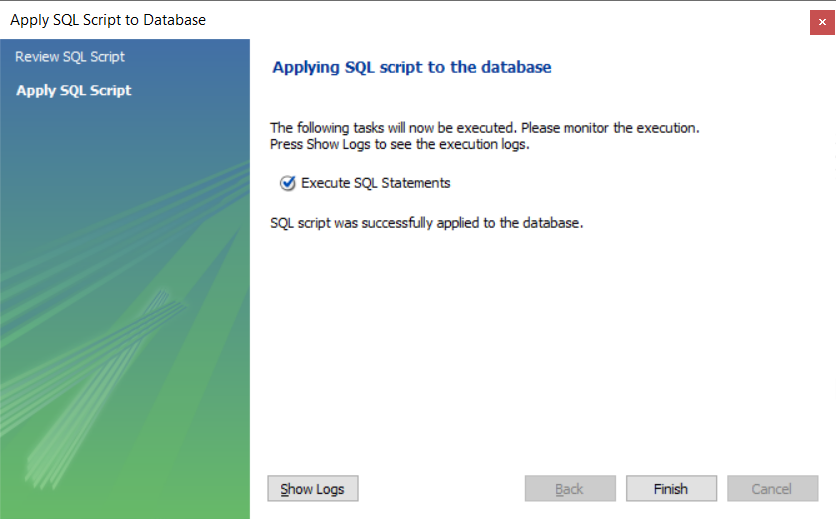 Apply SQL Script to Database
Review SQL Script
Apply SQL Script
Applying SQL script to the database
The following tasks will now be executed. Please monitor the execution.
Press Show Logs to see the execution logs.
Execute SQL Statements
SQL script was successfully applied to the database.
Show Logs
Back
Finish
Cancel